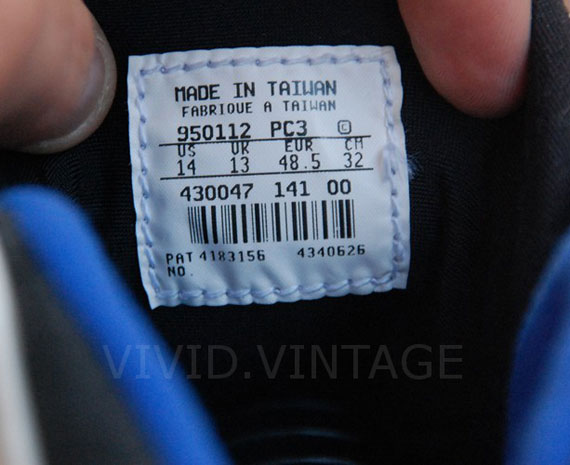 MADE IN TAIWAN
FABRIQUE A TAIWAN
950112 PC3 C
US UK EUR CM
14 13 48.5 32
430047 141 00
PAT 4183156 4340626
NO.
VIVID.VINTAGE